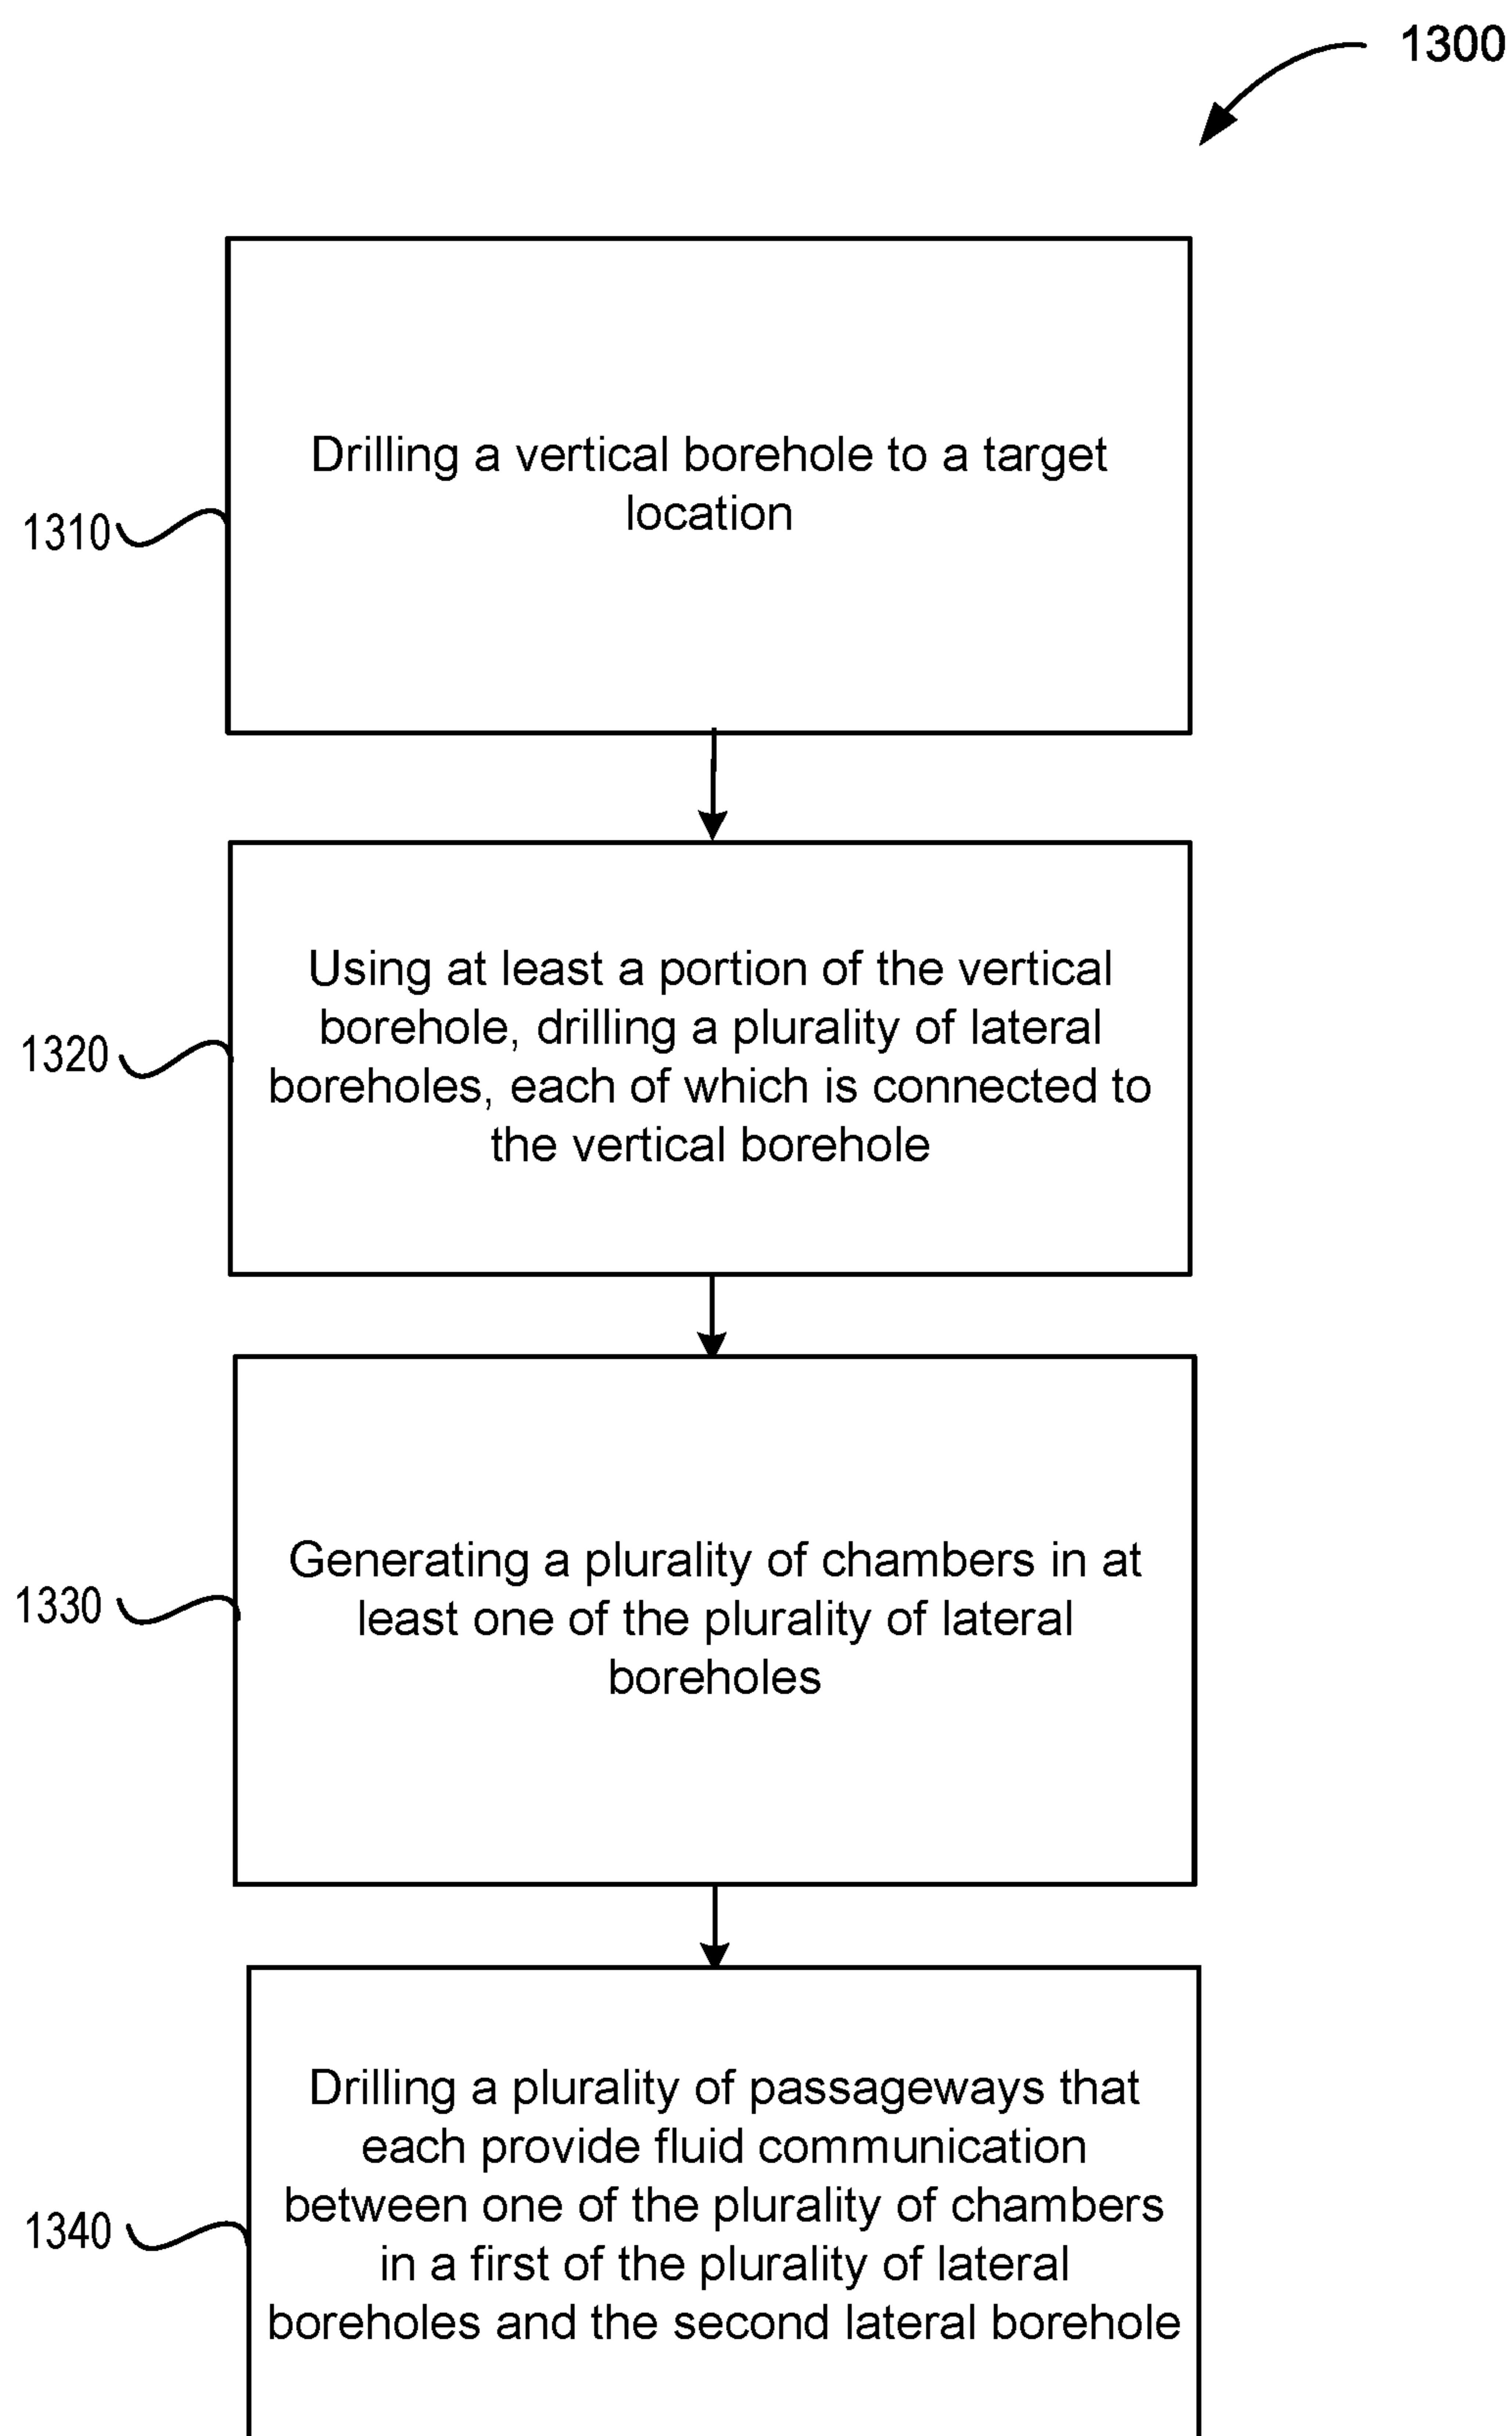 1300
Drilling a vertical borehole to a target
location
1310
Using at least a portion of the vertical
borehole, drilling a plurality of lateral
boreholes, each of which is connected to
the vertical borehole
1320
Generating a plurality of chambers in at
least one of the plurality of lateral
boreholes
1330
Drilling a plurality of passageways that
each provide fluid communication
between one of the plurality of chambers
in a first of the plurality of lateral
boreholes and the second lateral borehole
1340